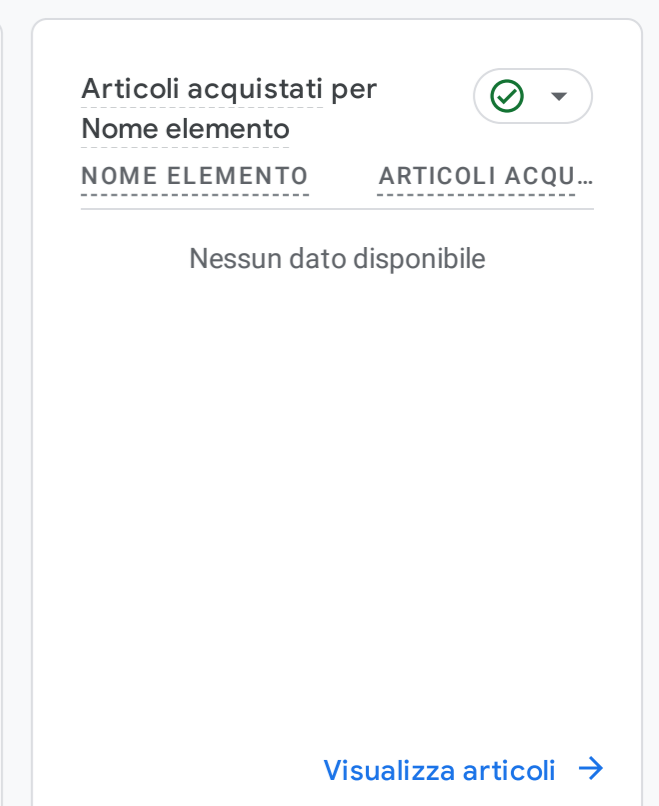 Articoli acquistati per
Nome elemento
NOME ELEMENTO ARTICOLI ACQU...
Nessun dato disponibile
Visualizza articoli